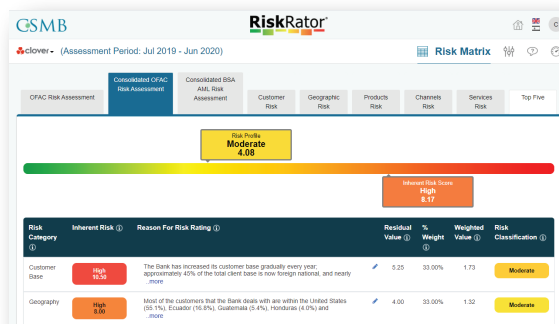 CSMB
RiskRator
clover (Assessment Period: Jul 2019 - Jun 2020)
Risk Matrix
OFAC Risk Assessment
Consolidated OFAC
Risk Assessment
Consolidated BSA
AML Risk
Assessment
Customer
Risk
Geographic
Risk
Products
Risk
Channels
Risk
Services
Risk
Top Five
Risk Profile
Moderate
4.08
Inherent Risk Score
High
8.17
Risk
Category
Inherent Risk
Reason For Risk Rating
Residual
Value
%
Weight
Weighted
Value
Risk
Classification
Customer
Base
High
10.50
The Bank has increased its customer base gradually every year;
approximately 45% of the total client base is now foreign national, and nearly
..more
5.25
33.00%
1.73
Moderate
Geography
High
8.00
Most of the customers that the Bank deals with are within the United States
(55.1%), Ecuador (16.8%), Guatemala (5.4%), Honduras (4.0%) and
..more
4.00
33.00%
1.32
Moderate